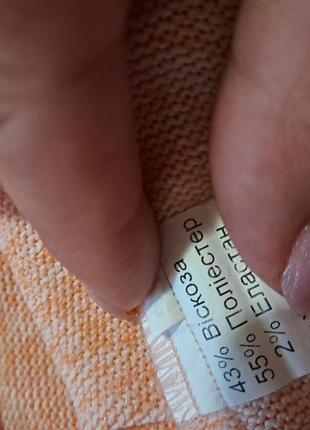 43% Віскоза
55% Поліестер
2% Еластан